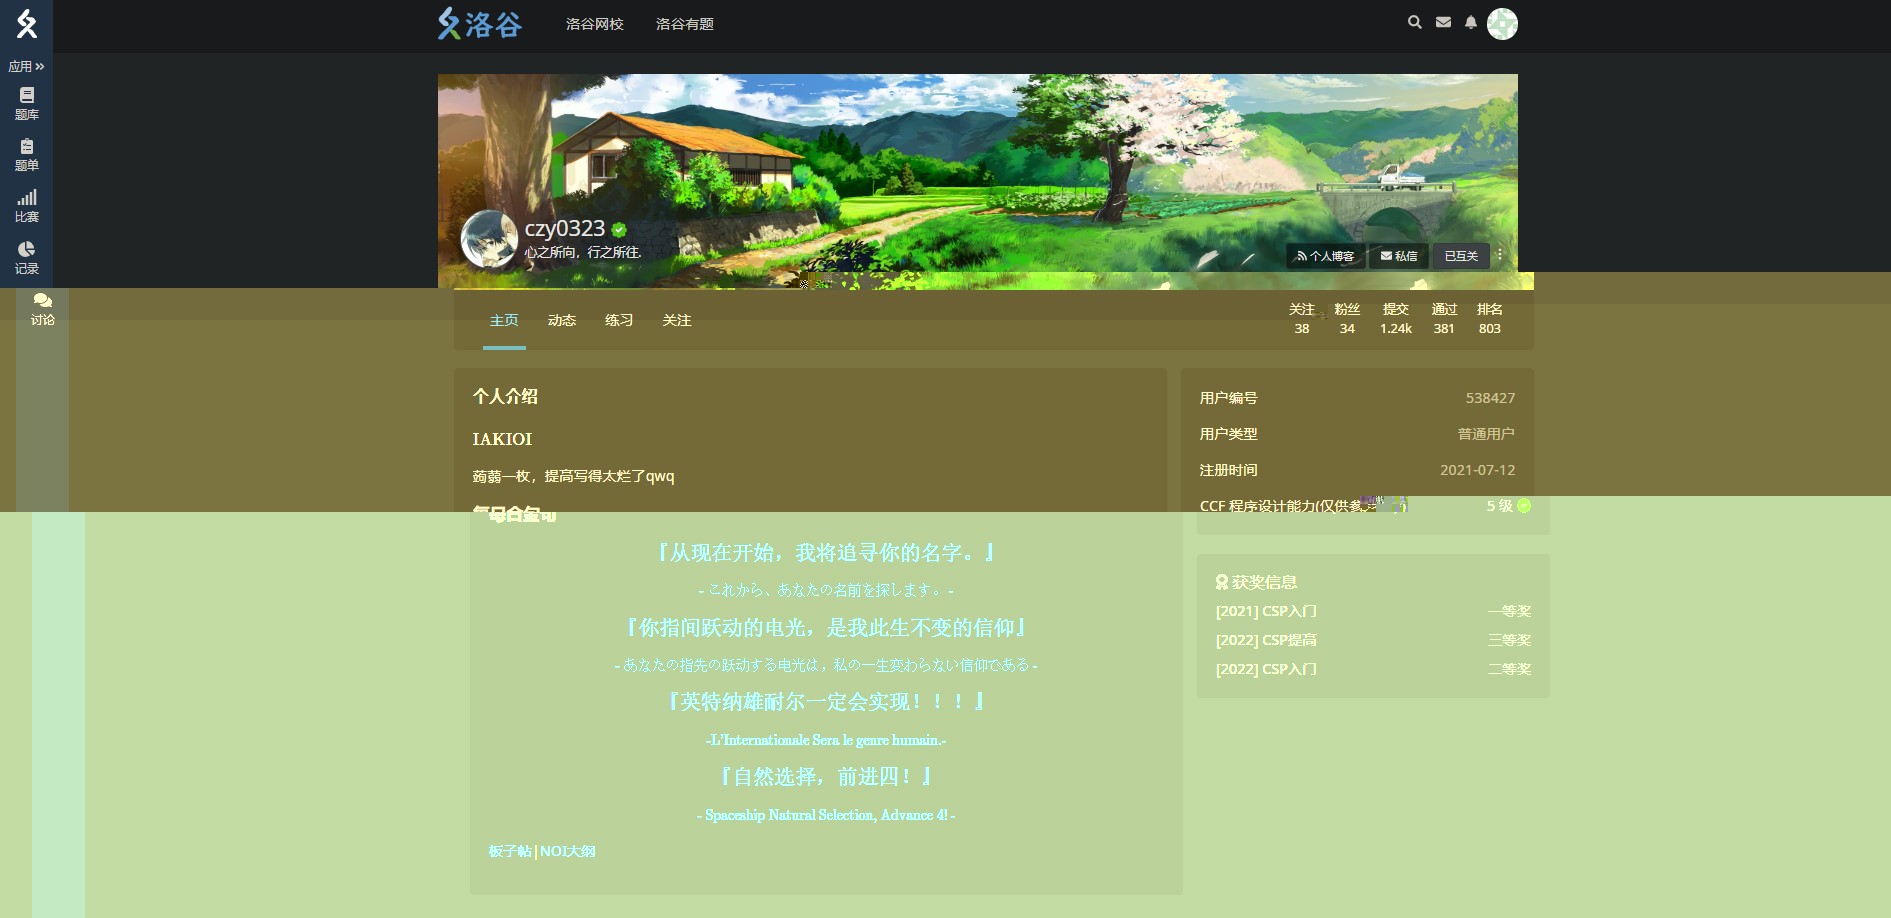 洛谷
洛谷网校
洛谷有题
应用
题库
题单
比赛
记录
讨论
czy0323
心之所向，行之所往.
个人博客
私信
已互关
主页
动态
练习
关注
关注
38
粉丝
34
提交
1.24k
通过
381
排名
803
个人介绍
IAKIOI
蒟蒻一枚，提高写得太烂了qwq
『从现在开始，我将追寻你的名字。』
- これから、あなたの名前を探します。 -
『你指间跃动的电光，是我此生不变的信仰』
- あなたの指先の跃动する电光は，私の一生変わらない信仰である -
『英特纳雄耐尔一定会实现！！！』
-L'Internationale Sera le genre humain.-
『自然选择，前进四！』
- Spaceship Natural Selection, Advance 4! -
板子帖 | NOI大纲
用户编号 538427
用户类型 普通用户
注册时间 2021-07-12
CCF 程序设计能力(仅供参 5 级
获奖信息
[2021] CSP入门 一等奖
[2022] CSP提高 三等奖
[2022] CSP入门 二等奖